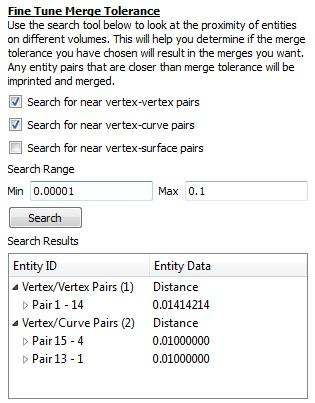 Fine Tune Merge Tolerance
Use the search tool below to look at the proximity of entities
on different volumes. This will help you determine if the merge
tolerance you have chosen will result in the merges you want.
Any entity pairs that are closer than merge tolerance will be
imprinted and merged.
Search for near vertex-vertex pairs
Search for near vertex-curve pairs
Search for near vertex-surface pairs
Search Range
Min 0.00001 Max 0.1
Search
Search Results
Entity ID Entity Data
Vertex/Vertex Pairs (1) Distance
Pair 1 - 14 0.01414214
Vertex/Curve Pairs (2) Distance
Pair 15 - 4 0.01000000
Pair 13 - 1 0.01000000